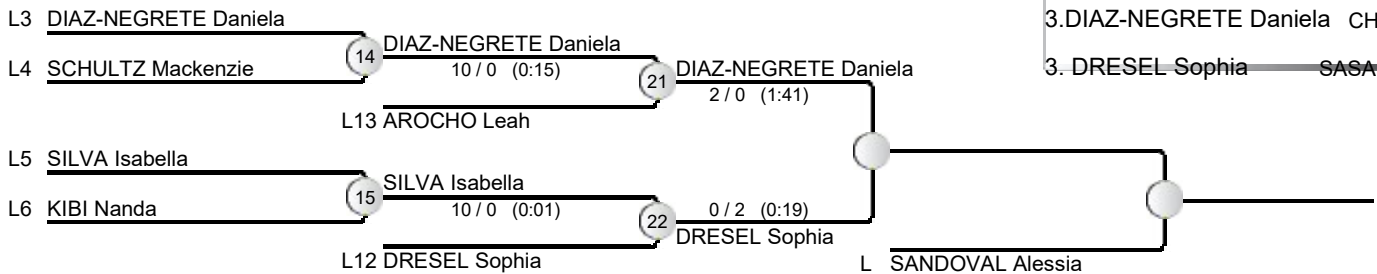 L3 DIAZ-NEGRETE Daniela
L4 SCHULTZ Mackenzie
14
DIAZ-NEGRETE Daniela
10 / 0 (0:15)
L13 AROCHO Leah
21
DIAZ-NEGRETE Daniela
2 / 0 (1:41)
L5 SILVA Isabella
L6 KIBI Nanda
15
SILVA Isabella
10 / 0 (0:01)
L12 DRESEL Sophia
22
0 / 2 (0:19)
DRESEL Sophia
L SANDOVAL Alessia
3.DIAZ-NEGRETE Daniela CH
3. DRESEL Sophia SASA